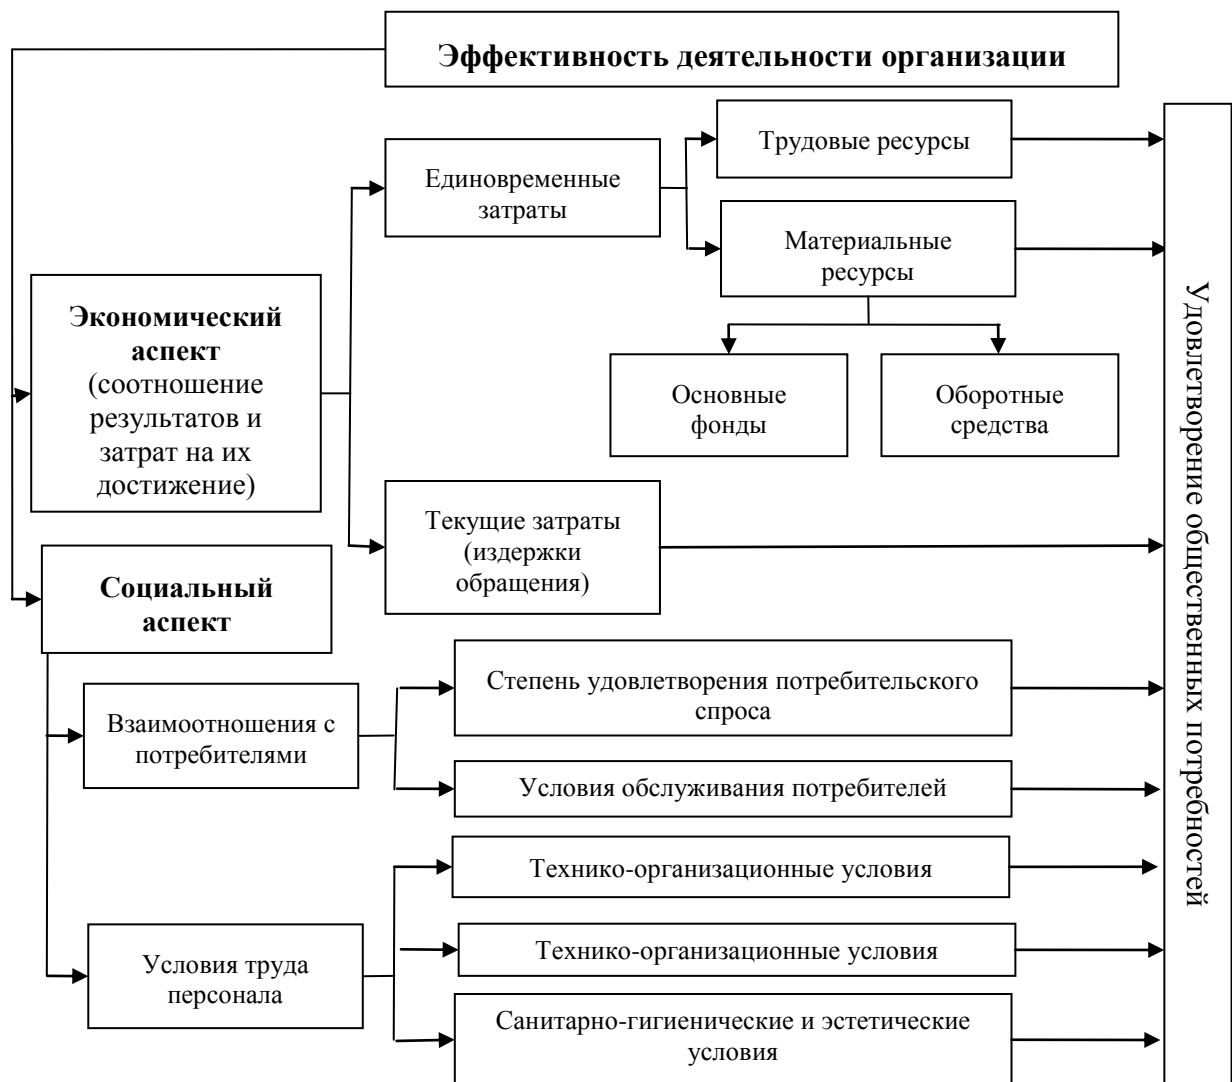 Эффективность деятельности организации
Трудовые ресурсы
Единовременные
затраты
Материальные
ресурсы
Экономический
аспект
(соотношение
результатов и
затрат на их
достижение)
Основные
фонды
Оборотные
средства
Текущие затраты
(издержки
обращения)
Социальный
аспект
Степень удовлетворения потребительского
спроса
Взаимоотношения с
потребителями
Условия обслуживания потребителей
Технико-организационные условия
Технико-организационные условия
Условия труда
персонала
Санитарно-гигиенические и эстетические
условия
Удовлетворение общественных потребностей